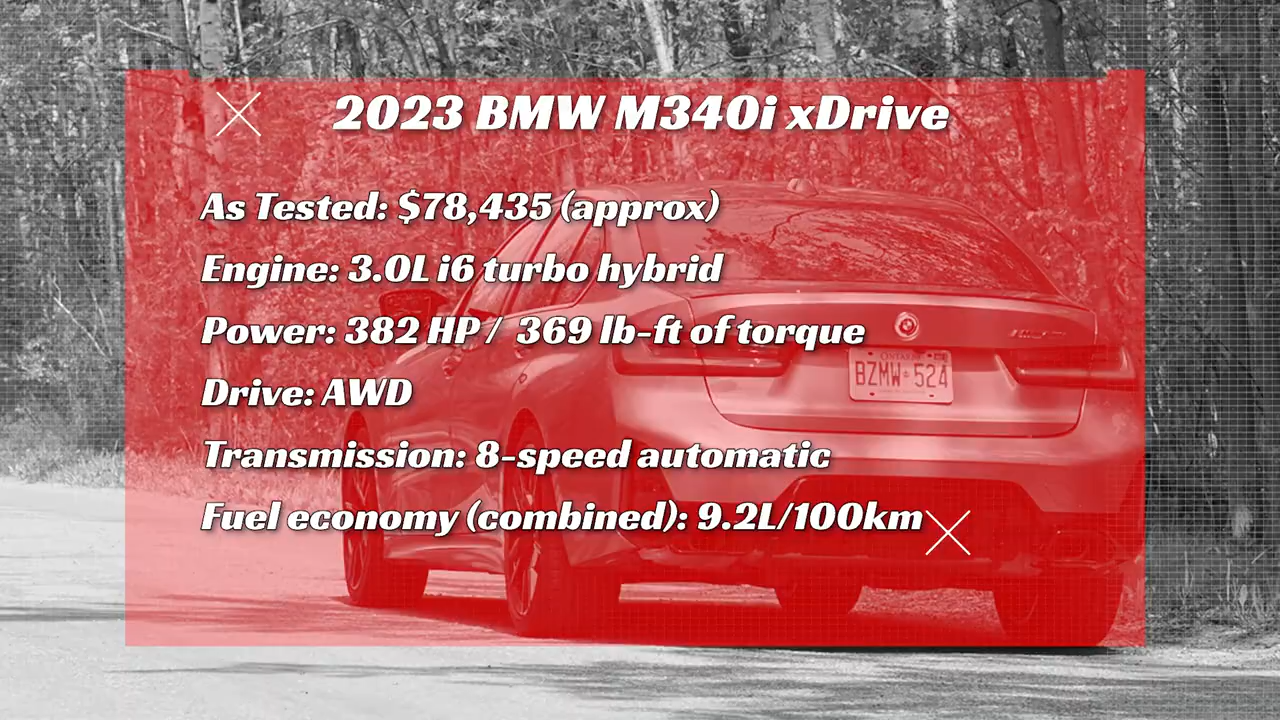 2023 BMW M340i xDrive
As Tested: $78,435 (approx)
Engine: 3.0L i6 turbo hybrid
Power: 382 HP / 369 lb-ft of torque
ONTARIO
BZMW 524
Drive: AWD
Transmission: 8-speed automatic
Fuel economy (combined): 9.2L/100km